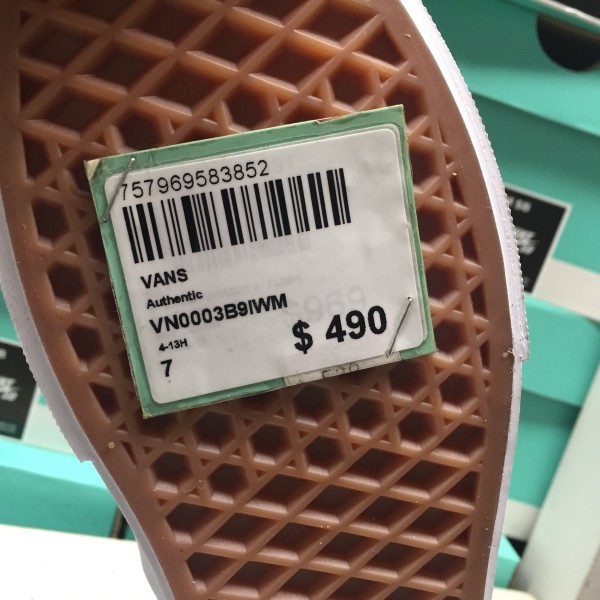 757969583852
VANS
Authentic
VN0003B9IWM
$ 490
4-13H
7